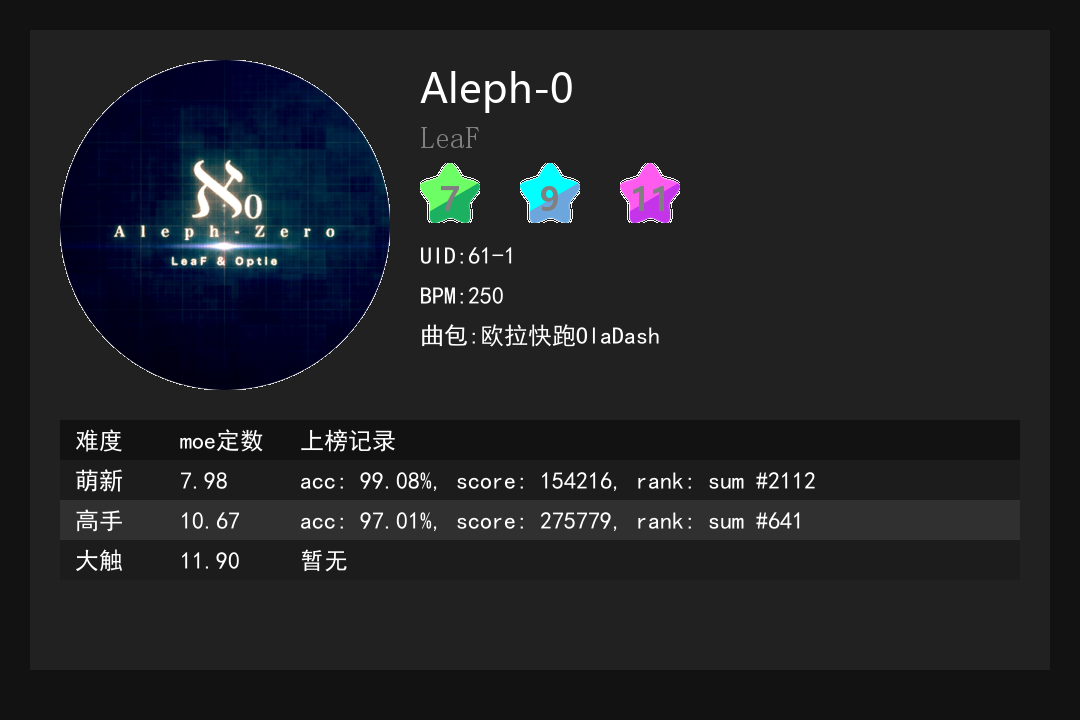 Aleph-0
LeaF
7 9 11
UID:61-1
BPM:250
曲包:欧拉快跑OlaDash
ℵ0
Aleph-Zero
LeaF & Optie
难度 moe定数 上榜记录
萌新 7.98 acc: 99.08%, score: 154216, rank: sum #2112
高手 10.67 acc: 97.01%, score: 275779, rank: sum #641
大触 11.90 暂无